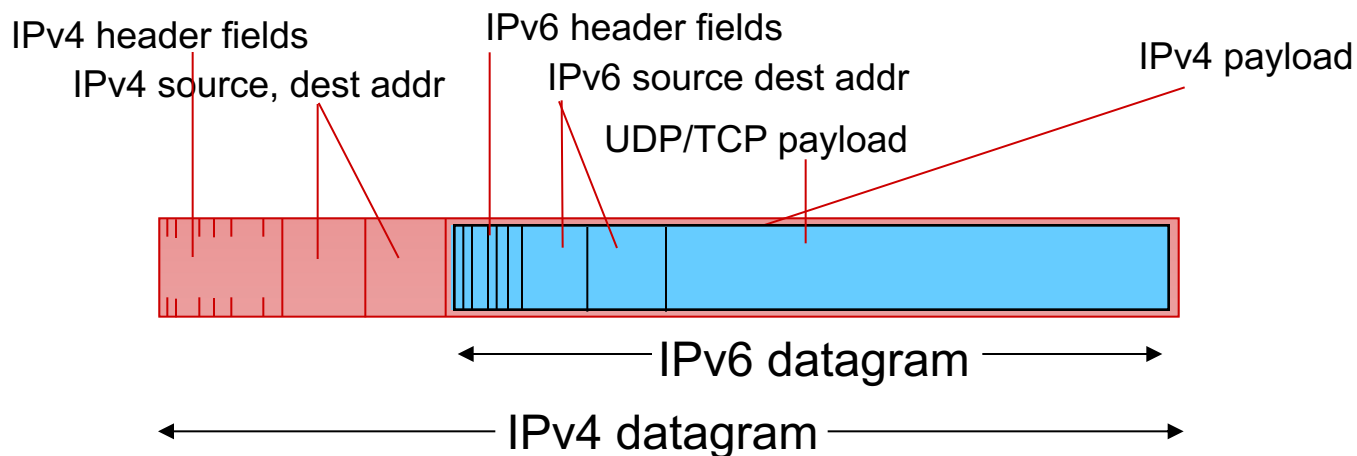 IPv4 header fields
IPv6 header fields
IPv4 payload
IPv4 source, dest addr
IPv6 source dest addr
UDP/TCP payload
IPv6 datagram
IPv4 datagram